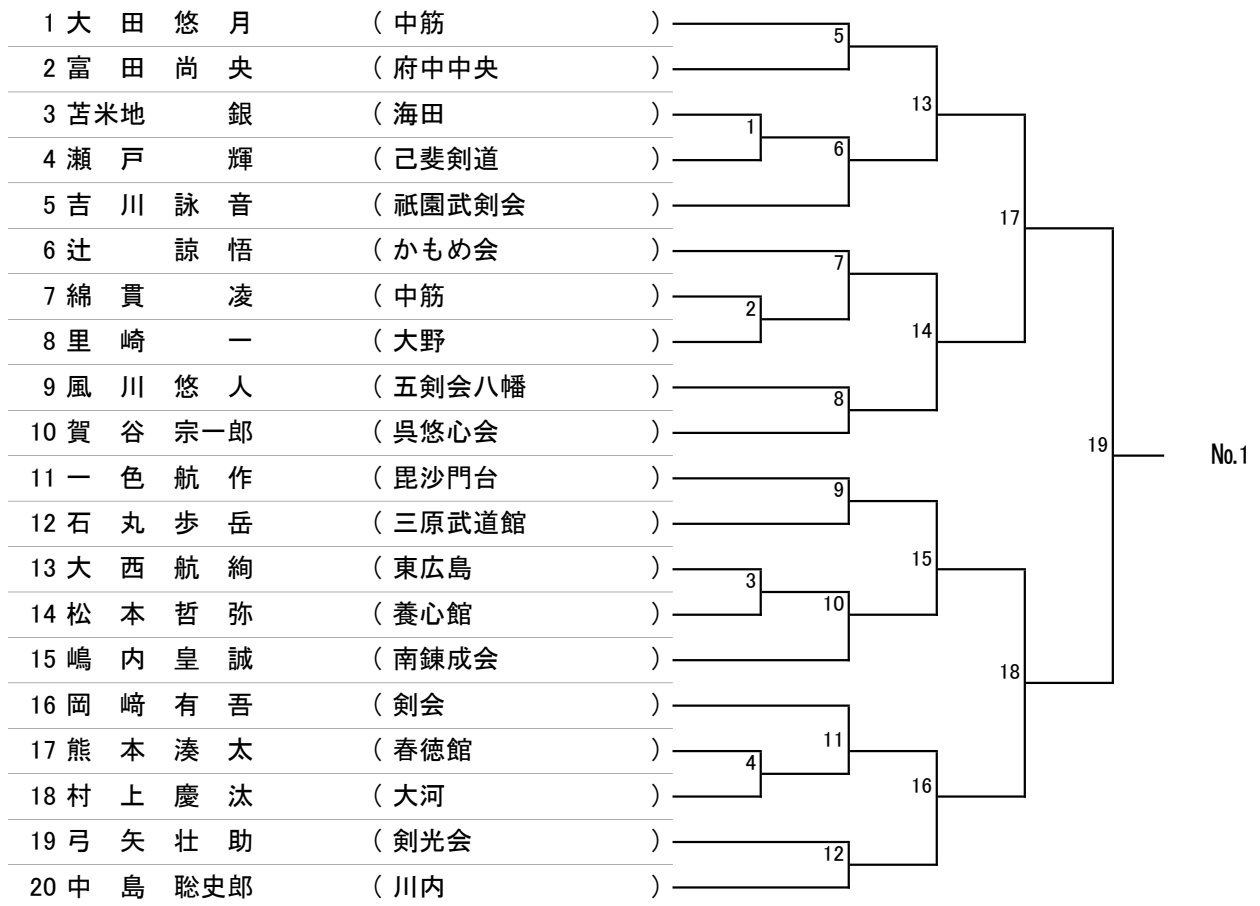 1 大 田 悠 月 ( 中筋 )
2 富 田 尚 央 ( 府中中央 )
3 苫米地 銀 ( 海田 )
4 瀬 戸 輝 ( 己斐剣道 )
5 吉 川 詠 音 ( 祇園武剣会 )
6 辻 諒 悟 ( かもめ会 )
7 綿 貫 凌 ( 中筋 )
8 里 崎 一 ( 大野 )
9 風 川 悠 人 ( 五剣会八幡 )
10 賀 谷 宗一郎 ( 呉悠心会 )
11 一 色 航 作 ( 毘沙門台 )
12 石 丸 歩 岳 ( 三原武道館 )
13 大 西 航 絢 ( 東広島 )
14 松 本 哲 弥 ( 養心館 )
15 嶋 内 皇 誠 ( 南錬成会 )
16 岡 﨑 有 吾 ( 剣会 )
17 熊 本 湊 太 ( 春徳館 )
18 村 上 慶 汰 ( 大河 )
19 弓 矢 壮 助 ( 剣光会 )
20 中 島 聡史郎 ( 川内 )
1
2
3
4
5
6
7
8
9
10
11
12
13
14
15
16
17
18
19
№1